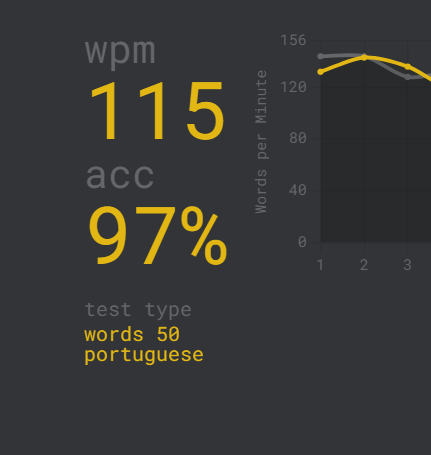 wpm
115
acc
97%
test type
words 50
portuguese
Words per Minute
156
120
80
40
0
1 2 3